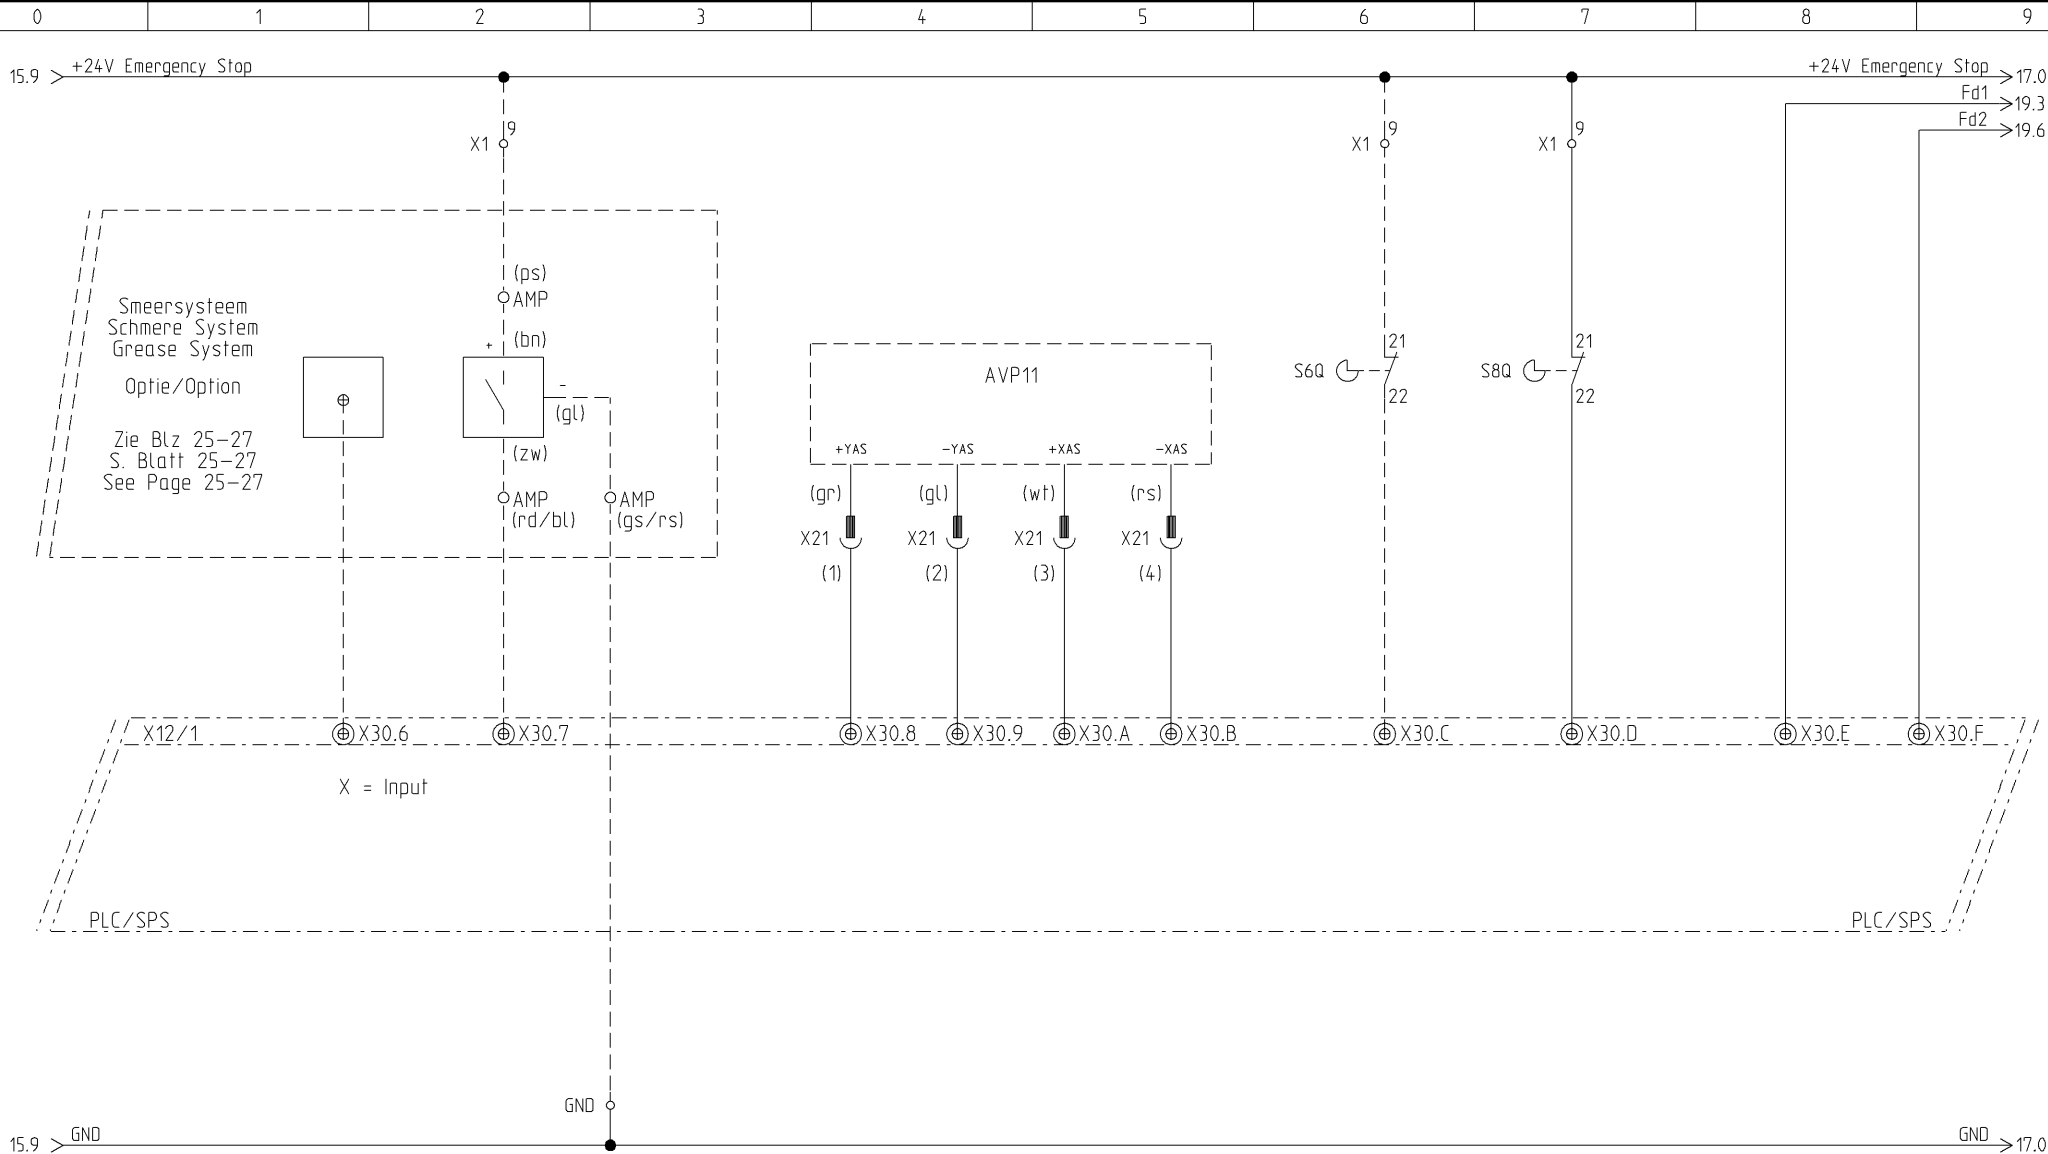 0 1 2 3 4 5 6 7 8 9
15.9 +24V Emergency Stop +24V Emergency Stop 17.0
Fd1 19.3
Fd2 19.6
X1 9 X1 9 X1 9
(ps)
AMP
Smeersysteem
Schmere System
Grease System
Optie/Option
Zie Blz 25-27
S. Blatt 25-27
See Page 25-27
+ (bn)
-
(gl)
(zw)
AMP AMP
(rd/bl) (gs/rs)
AVP11
+YAS -YAS +XAS -XAS
(gr) (gl) (wt) (rs)
X21 X21 X21 X21
(1) (2) (3) (4)
21 21
S6Q S8Q
22 22
X12/1 X30.6 X30.7 X30.8 X30.9 X30.A X30.B X30.C X30.D X30.E X30.F
X = Input
PLC/SPS PLC/SPS
GND
15.9 GND GND 17.0